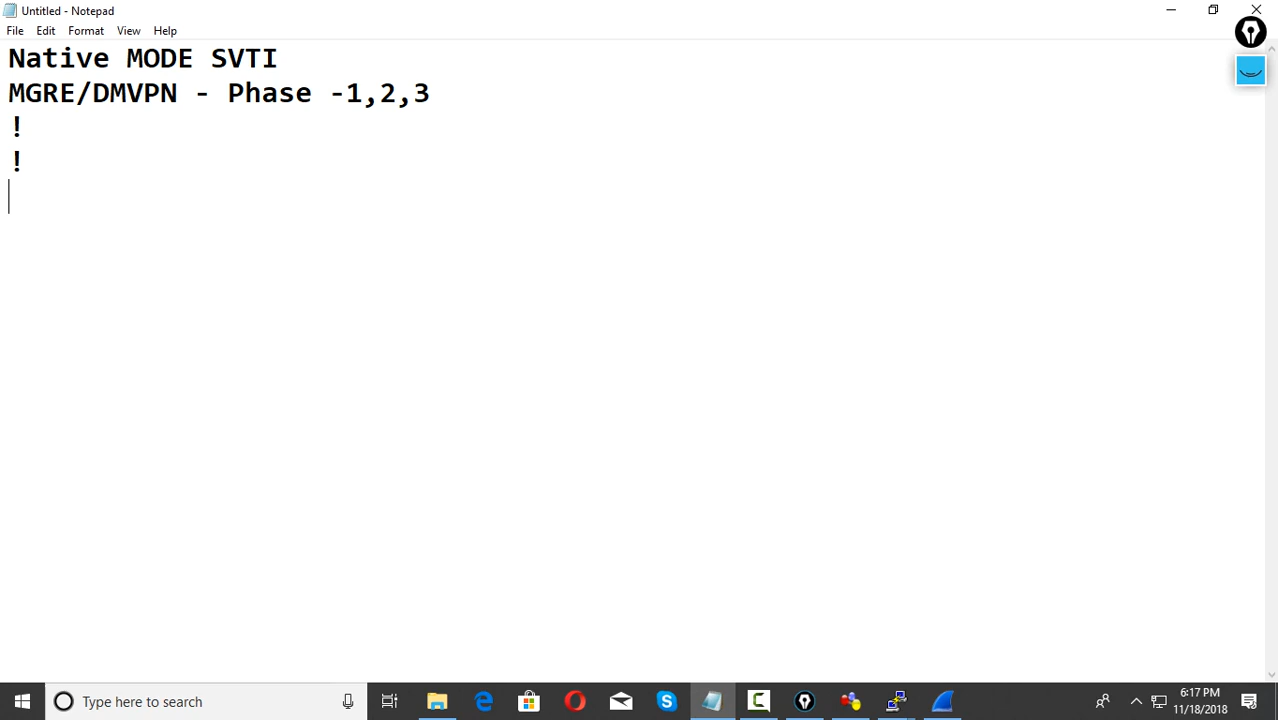 Untitled - Notepad
File Edit Format View Help
Native MODE SVTI
MGRE/DMVPN - Phase -1,2,3
!
!
Type here to search
6:17 PM
11/18/2018